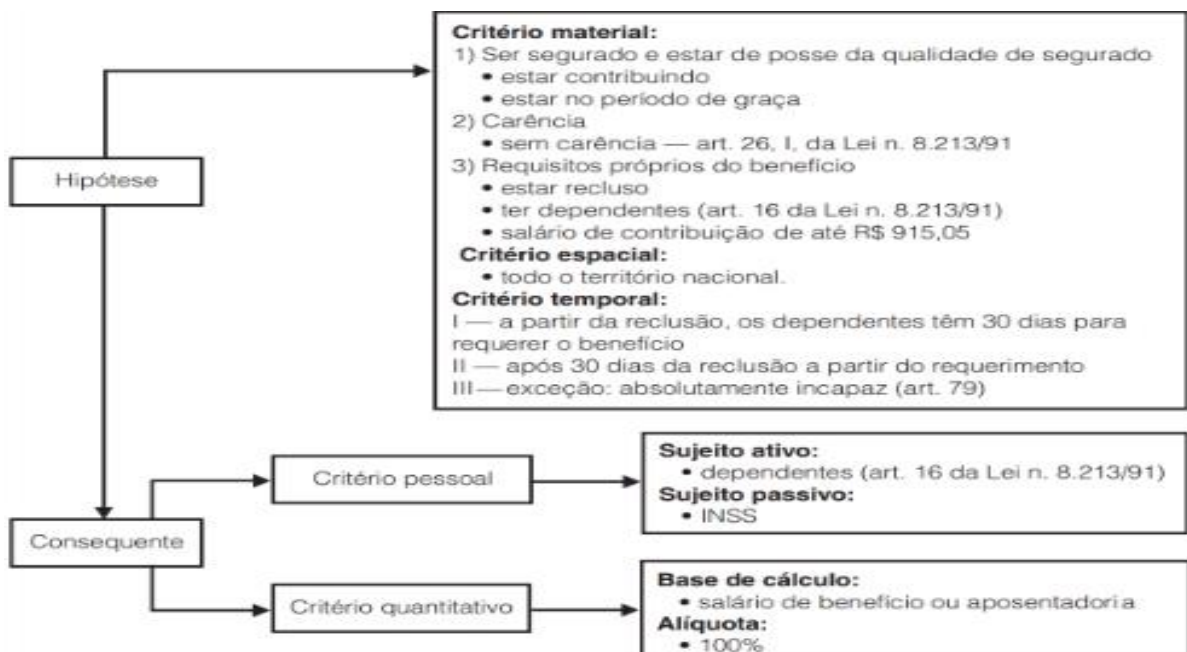 Critério material:
1) Ser segurado e estar de posse da qualidade de segurado
• estar contribuindo
• estar no período de graça
2) Carência
• sem carência — art. 26, I, da Lei n. 8.213/91
3) Requisitos próprios do benefício
• estar recluso
• ter dependentes (art. 16 da Lei n. 8.213/91)
• salário de contribuição de até R$ 915,05
Critério espacial:
• todo o território nacional.
Critério temporal:
I — a partir da reclusão, os dependentes têm 30 dias para
requerer o benefício
II — após 30 dias da reclusão a partir do requerimento
III — exceção: absolutamente incapaz (art. 79)
Hipótese
Consequente
Critério pessoal
Sujeito ativo:
• dependentes (art. 16 da Lei n. 8.213/91)
Sujeito passivo:
• INSS
Critério quantitativo
Base de cálculo:
• salário de benefício ou aposentadoria
Alíquota:
• 100%